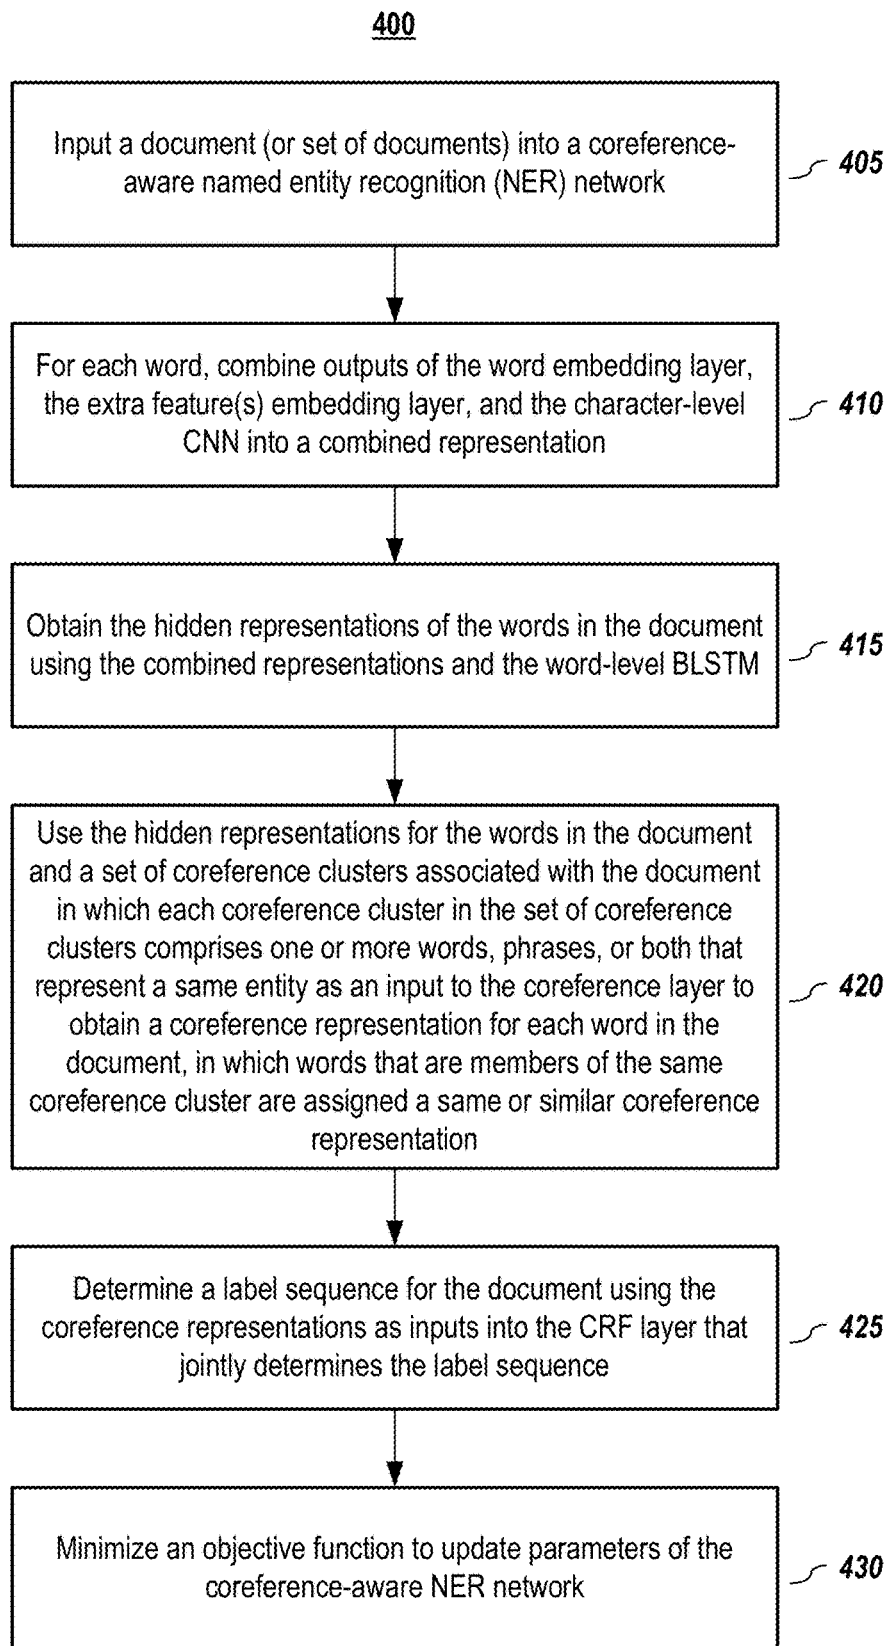 400
Input a document (or set of documents) into a coreference-
aware named entity recognition (NER) network
405
For each word, combine outputs of the word embedding layer,
the extra feature(s) embedding layer, and the character-level
CNN into a combined representation
410
Obtain the hidden representations of the words in the document
using the combined representations and the word-level BLSTM
415
Use the hidden representations for the words in the document
and a set of coreference clusters associated with the document
in which each coreference cluster in the set of coreference
clusters comprises one or more words, phrases, or both that
represent a same entity as an input to the coreference layer to
obtain a coreference representation for each word in the
document, in which words that are members of the same
coreference cluster are assigned a same or similar coreference
representation
420
Determine a label sequence for the document using the
coreference representations as inputs into the CRF layer that
jointly determines the label sequence
425
Minimize an objective function to update parameters of the
coreference-aware NER network
430